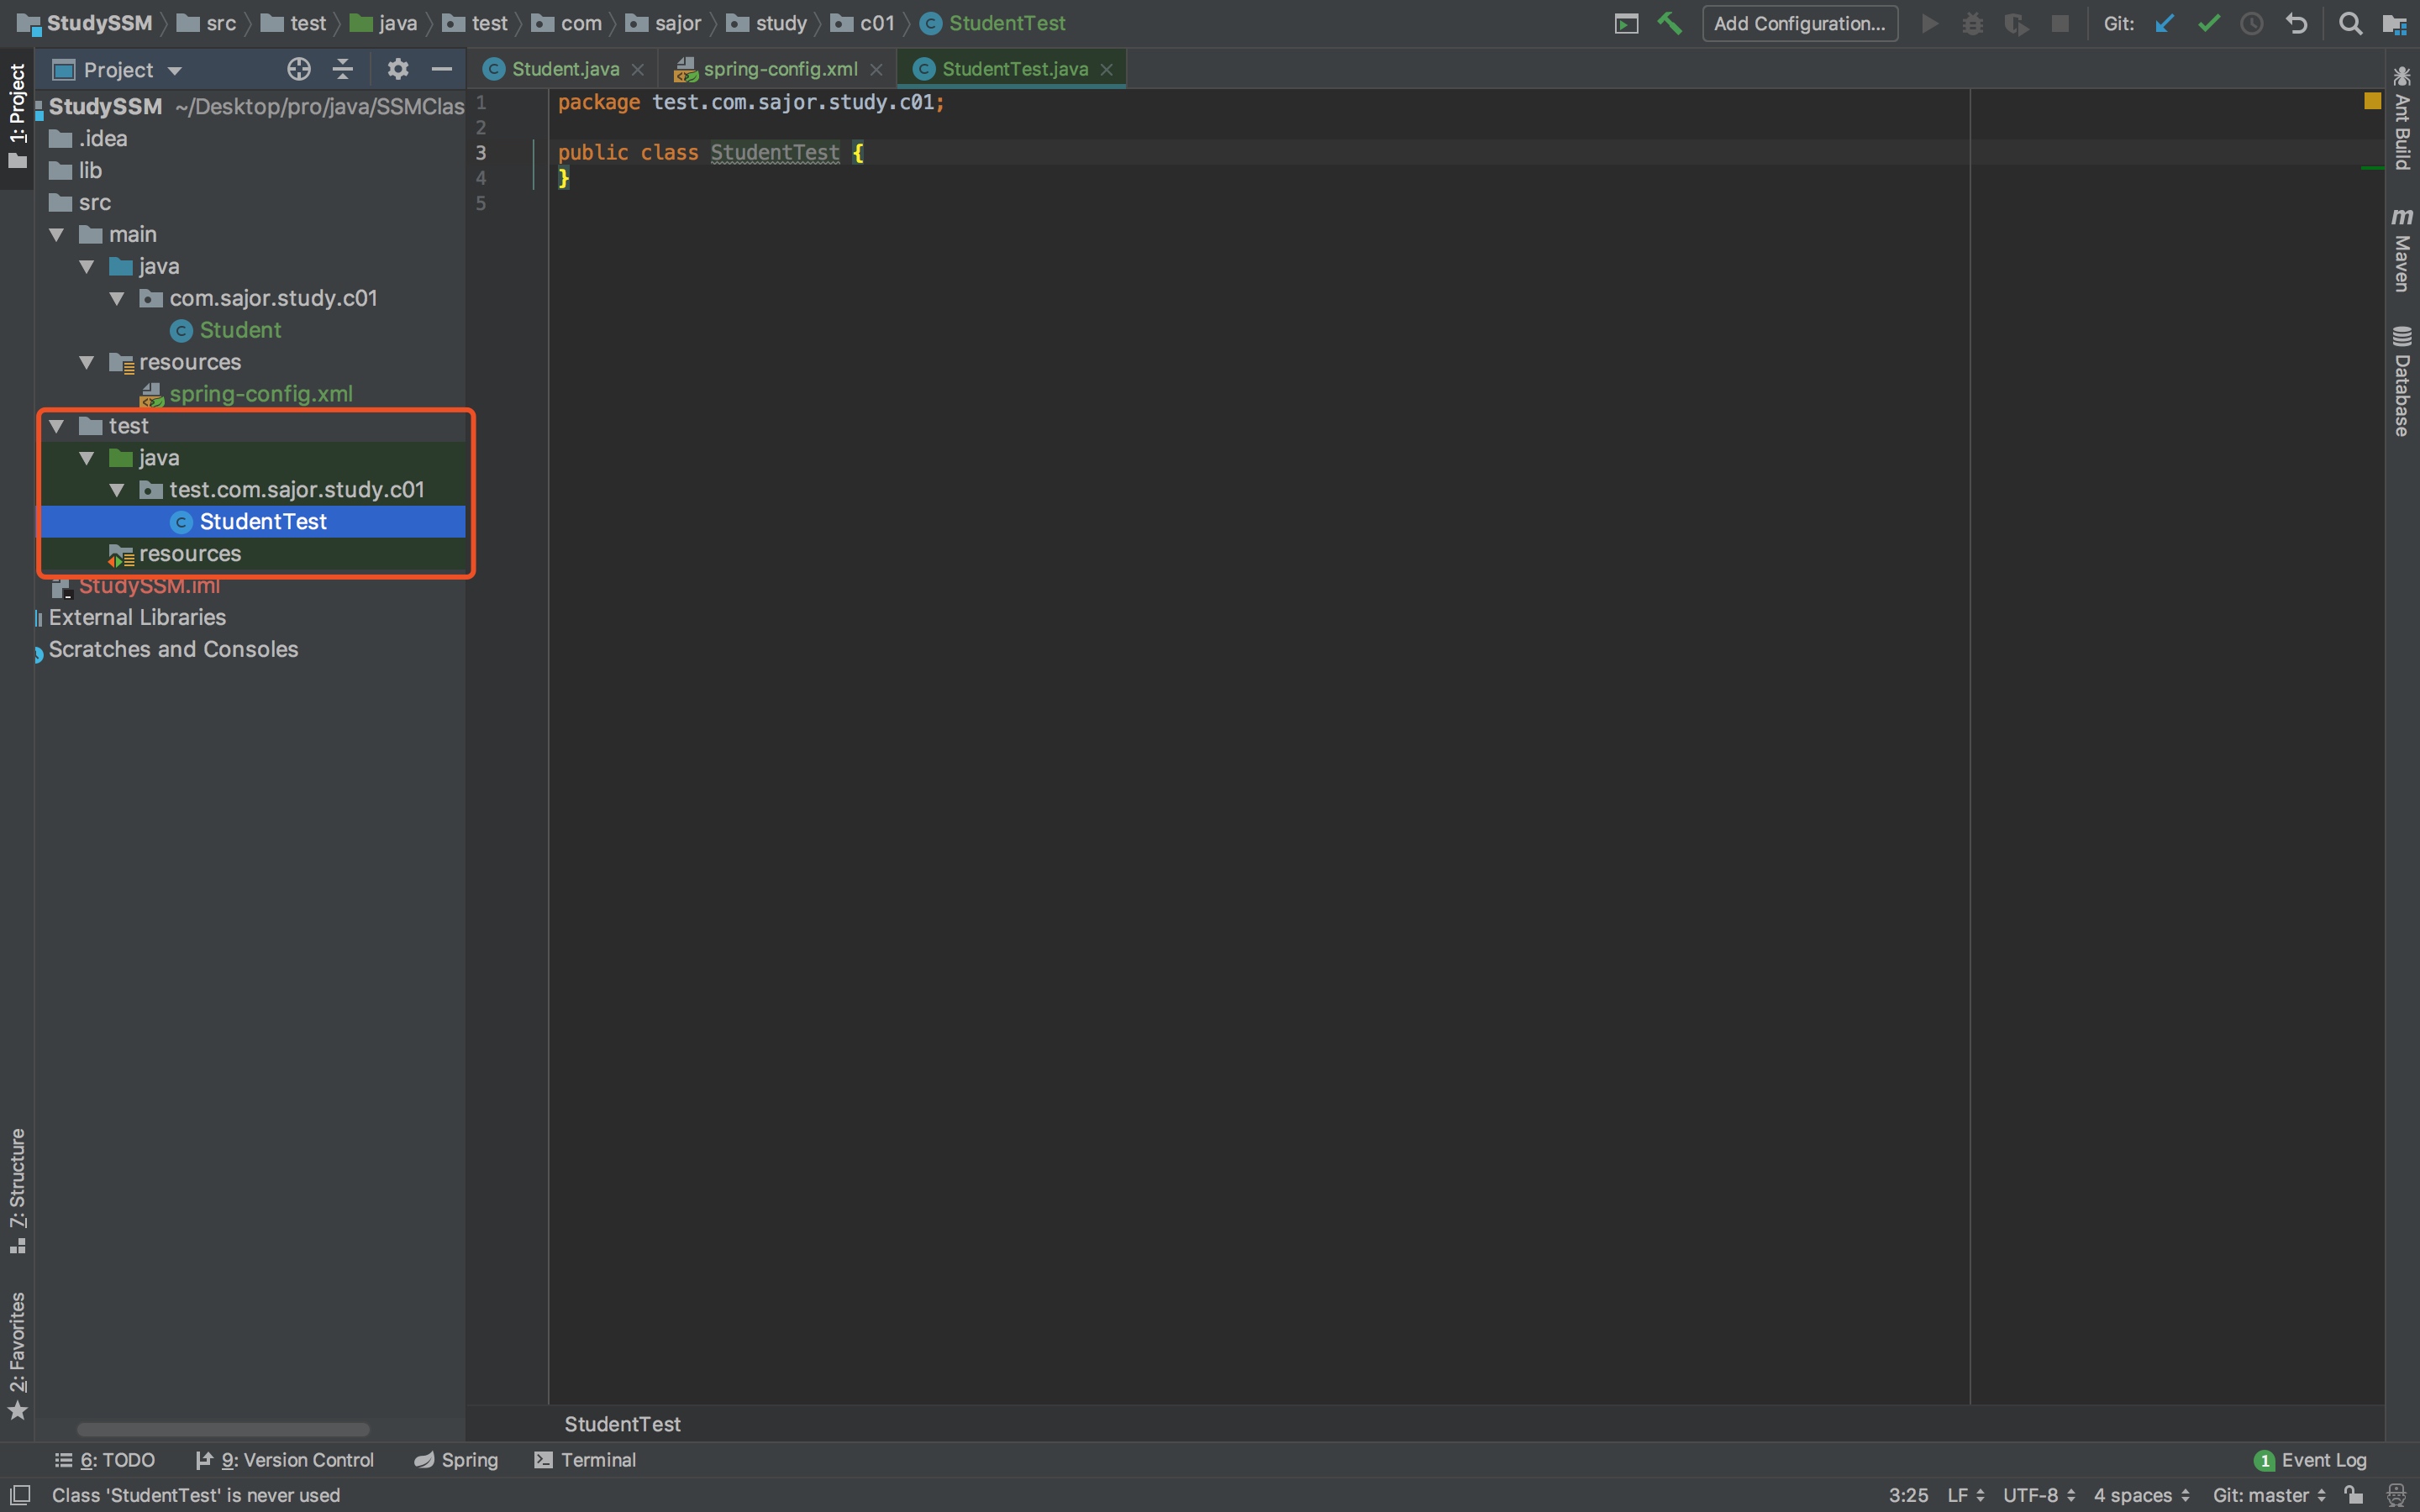 StudySSM src test java test com sajor study c01 StudentTest Add Configuration... Git:
1: Project
Project
Student.java spring-config.xml StudentTest.java
StudySSM ~/Desktop/pro/java/SSMClas
.idea
lib
src
main
java
com.sajor.study.c01
Student
resources
spring-config.xml
test
java
test.com.sajor.study.c01
StudentTest
resources
StudySSM.iml
External Libraries
Scratches and Consoles
1 package test.com.sajor.study.c01;
2
3 public class StudentTest {
4 }
5
Ant Build
m Maven
Database
7: Structure
2: Favorites
StudentTest
6: TODO 9: Version Control Spring Terminal 1 Event Log
Class 'StudentTest' is never used 3:25 LF UTF-8 4 spaces Git: master